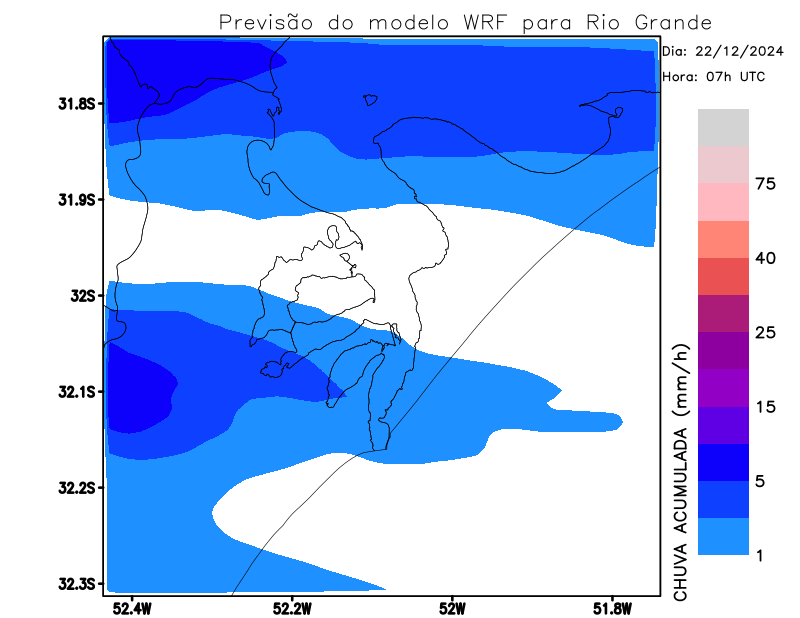 Previsão do modelo WRF para Rio Grande
Dia: 22/12/2024
Hora: 07h UTC
31.8S
31.9S
32S
32.1S
32.2S
32.3S
52.4W
52.2W
52W
51.8W
75
40
25
15
5
1
CHUVA ACUMULADA (mm/h)